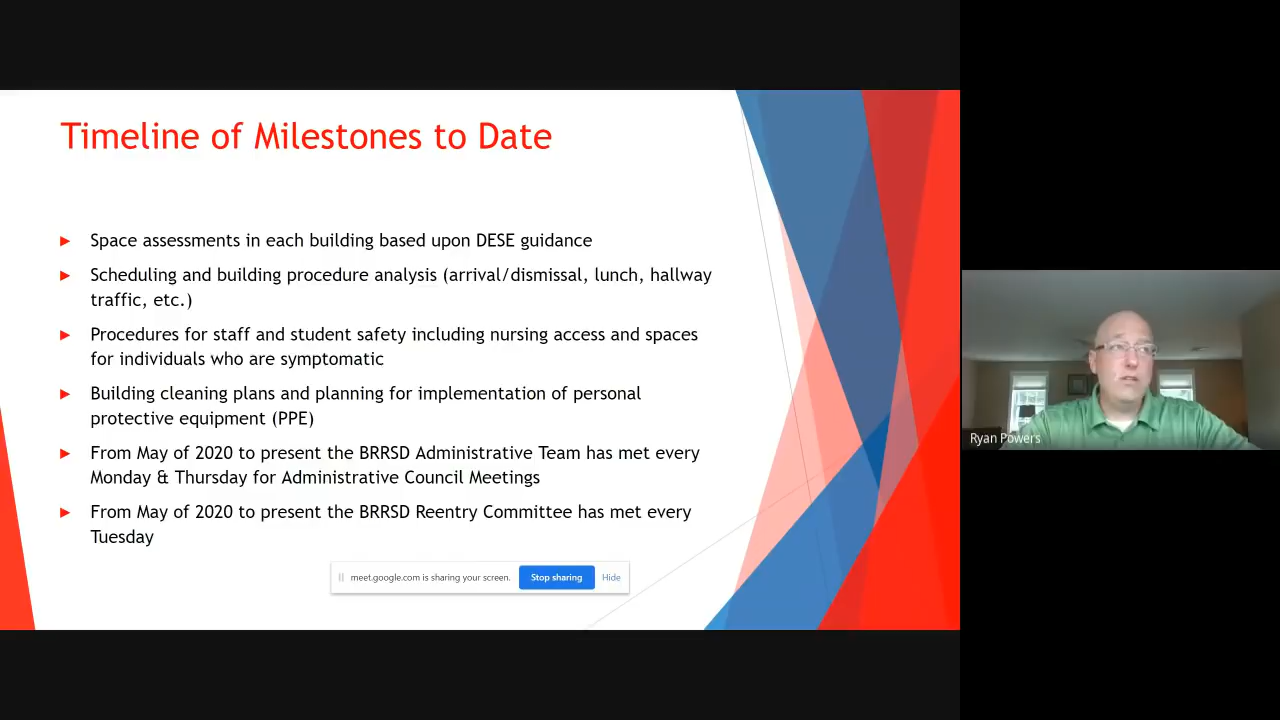 Timeline of Milestones to Date
Space assessments in each building based upon DESE guidance
Scheduling and building procedure analysis (arrival/dismissal, lunch, hallway
traffic, etc.)
Procedures for staff and student safety including nursing access and spaces
for individuals who are symptomatic
Building cleaning plans and planning for implementation of personal
protective equipment (PPE)
From May of 2020 to present the BRRSD Administrative Team has met every
Monday & Thursday for Administrative Council Meetings
From May of 2020 to present the BRRSD Reentry Committee has met every
Tuesday
meet.google.com is sharing your screen. Stop sharing Hide
Ryan Powers